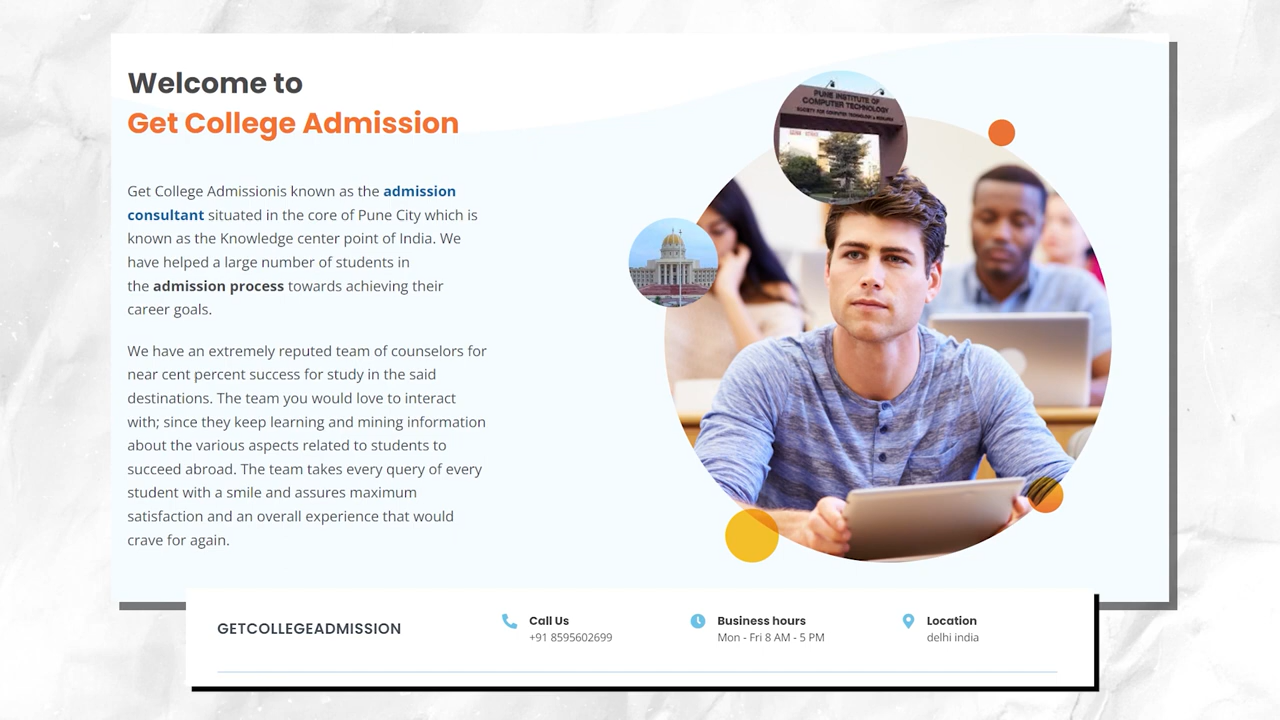 Welcome to
Get College Admission
Get College Admissionis known as the admission
consultant situated in the core of Pune City which is
known as the Knowledge center point of India. We
have helped a large number of students in
the admission process towards achieving their
career goals.
We have an extremely reputed team of counselors for
near cent percent success for study in the said
destinations. The team you would love to interact
with; since they keep learning and mining information
about the various aspects related to students to
succeed abroad. The team takes every query of every
student with a smile and assures maximum
satisfaction and an overall experience that would
crave for again.
PUNE INSTITUTE OF
COMPUTER TECHNOLOGY
SOCIETY FOR COMPUTER TECHNOLOGY & RESEARCH
GETCOLLEGEADMISSION
Call Us
+91 8595602699
Business hours
Mon - Fri 8 AM - 5 PM
Location
delhi india